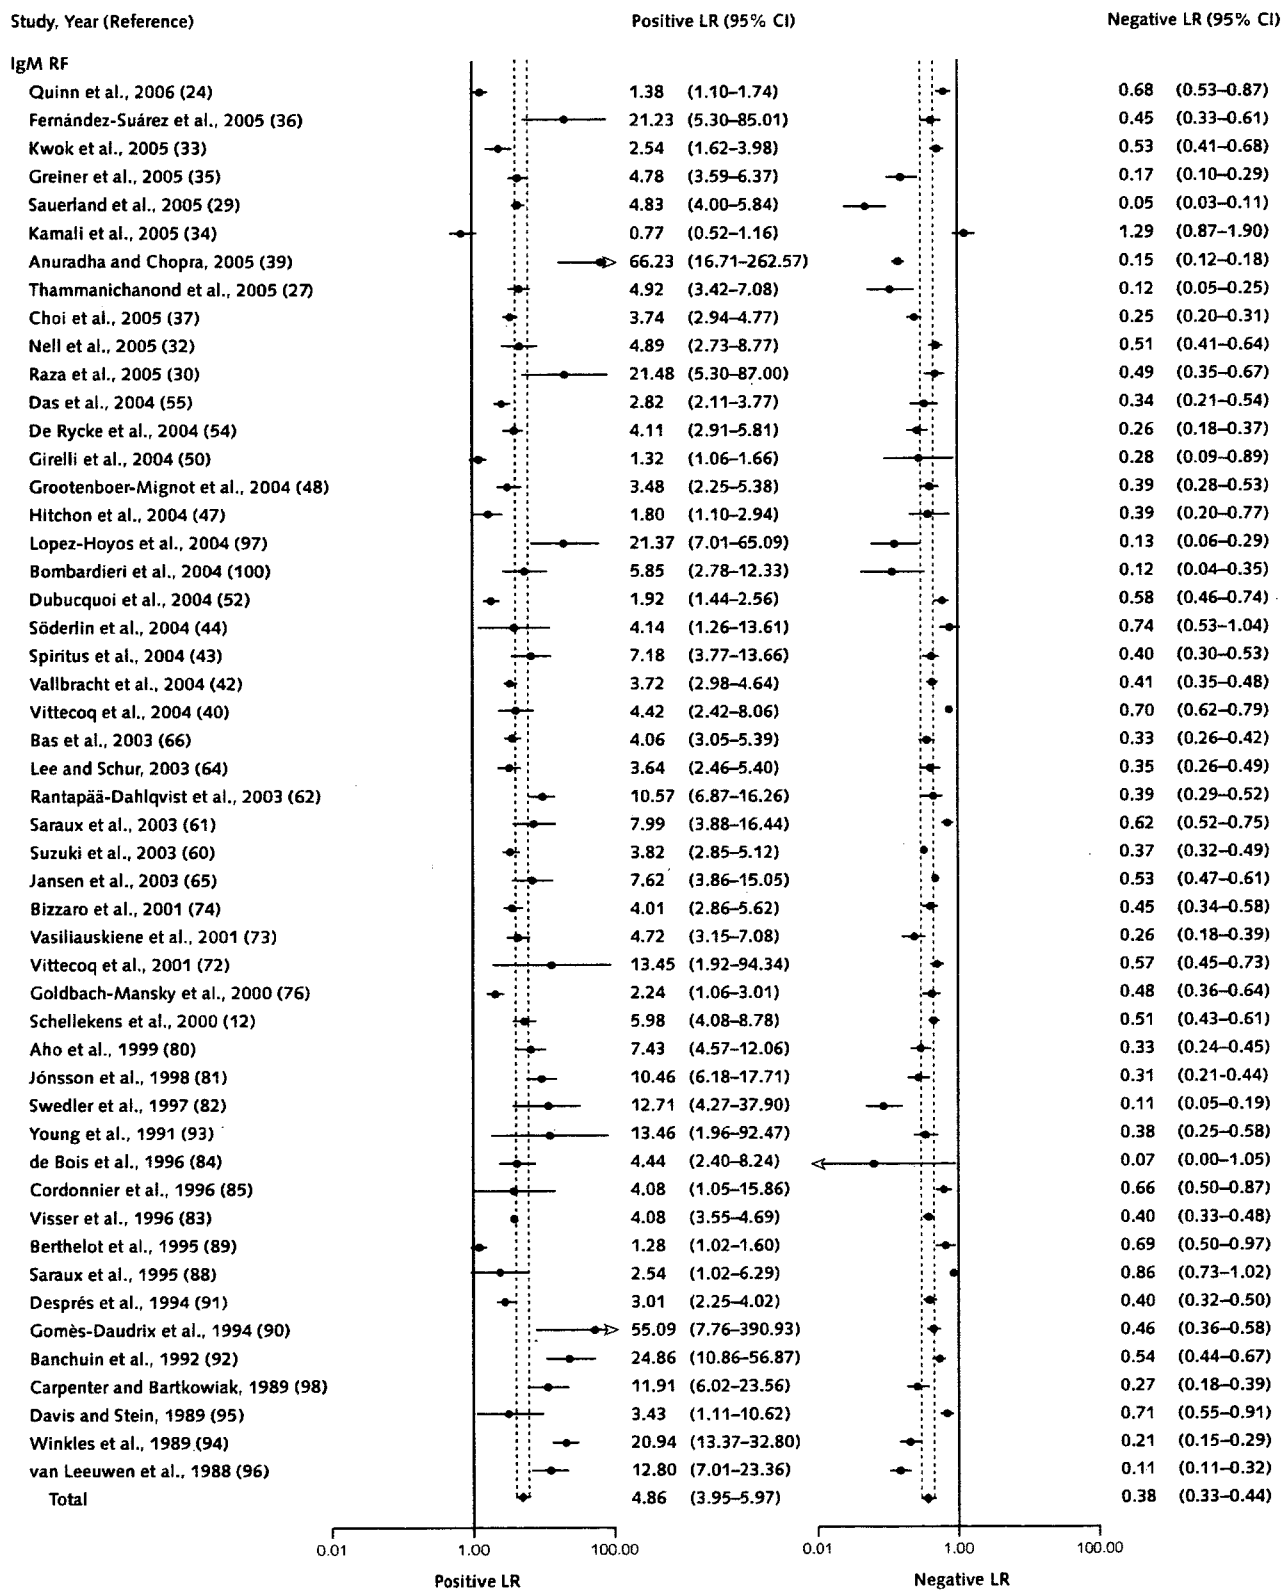 Study, Year (Reference) Positive LR (95% CI) Negative LR (95% CI)
IgM RF
Quinn et al., 2006 (24) 1.38 (1.10–1.74) 0.68 (0.53–0.87)
Fernández-Suárez et al., 2005 (36) 21.23 (5.30–85.01) 0.45 (0.33–0.61)
Kwok et al., 2005 (33) 2.54 (1.62–3.98) 0.53 (0.41–0.68)
Greiner et al., 2005 (35) 4.78 (3.59–6.37) 0.17 (0.10–0.29)
Sauerland et al., 2005 (29) 4.83 (4.00–5.84) 0.05 (0.03–0.11)
Kamali et al., 2005 (34) 0.77 (0.52–1.16) 1.29 (0.87–1.90)
Anuradha and Chopra, 2005 (39) 66.23 (16.71–262.57) 0.15 (0.12–0.18)
Thammanichanond et al., 2005 (27) 4.92 (3.42–7.08) 0.12 (0.05–0.25)
Choi et al., 2005 (37) 3.74 (2.94–4.77) 0.25 (0.20–0.31)
Nell et al., 2005 (32) 4.89 (2.73–8.77) 0.51 (0.41–0.64)
Raza et al., 2005 (30) 21.48 (5.30–87.00) 0.49 (0.35–0.67)
Das et al., 2004 (55) 2.82 (2.11–3.77) 0.34 (0.21–0.54)
De Rycke et al., 2004 (54) 4.11 (2.91–5.81) 0.26 (0.18–0.37)
Girelli et al., 2004 (50) 1.32 (1.06–1.66) 0.28 (0.09–0.89)
Grootenboer-Mignot et al., 2004 (48) 3.48 (2.25–5.38) 0.39 (0.28–0.53)
Hitchon et al., 2004 (47) 1.80 (1.10–2.94) 0.39 (0.20–0.77)
Lopez-Hoyos et al., 2004 (97) 21.37 (7.01–65.09) 0.13 (0.06–0.29)
Bombardieri et al., 2004 (100) 5.85 (2.78–12.33) 0.12 (0.04–0.35)
Dubucquoi et al., 2004 (52) 1.92 (1.44–2.56) 0.58 (0.46–0.74)
Söderlin et al., 2004 (44) 4.14 (1.26–13.61) 0.74 (0.53–1.04)
Spiritus et al., 2004 (43) 7.18 (3.77–13.66) 0.40 (0.30–0.53)
Vallbracht et al., 2004 (42) 3.72 (2.98–4.64) 0.41 (0.35–0.48)
Vittecoq et al., 2004 (40) 4.42 (2.42–8.06) 0.70 (0.62–0.79)
Bas et al., 2003 (66) 4.06 (3.05–5.39) 0.33 (0.26–0.42)
Lee and Schur, 2003 (64) 3.64 (2.46–5.40) 0.35 (0.26–0.49)
Rantapää-Dahlqvist et al., 2003 (62) 10.57 (6.87–16.26) 0.39 (0.29–0.52)
Saraux et al., 2003 (61) 7.99 (3.88–16.44) 0.62 (0.52–0.75)
Suzuki et al., 2003 (60) 3.82 (2.85–5.12) 0.37 (0.32–0.49)
Jansen et al., 2003 (65) 7.62 (3.86–15.05) 0.53 (0.47–0.61)
Bizzaro et al., 2001 (74) 4.01 (2.86–5.62) 0.45 (0.34–0.58)
Vasiliauskiene et al., 2001 (73) 4.72 (3.15–7.08) 0.26 (0.18–0.39)
Vittecoq et al., 2001 (72) 13.45 (1.92–94.34) 0.57 (0.45–0.73)
Goldbach-Mansky et al., 2000 (76) 2.24 (1.06–3.01) 0.48 (0.36–0.64)
Schellekens et al., 2000 (12) 5.98 (4.08–8.78) 0.51 (0.43–0.61)
Aho et al., 1999 (80) 7.43 (4.57–12.06) 0.33 (0.24–0.45)
Jónsson et al., 1998 (81) 10.46 (6.18–17.71) 0.31 (0.21-0.44)
Swedler et al., 1997 (82) 12.71 (4.27–37.90) 0.11 (0.05–0.19)
Young et al., 1991 (93) 13.46 (1.96–92.47) 0.38 (0.25–0.58)
de Bois et al., 1996 (84) 4.44 (2.40–8.24) 0.07 (0.00–1.05)
Cordonnier et al., 1996 (85) 4.08 (1.05–15.86) 0.66 (0.50–0.87)
Visser et al., 1996 (83) 4.08 (3.55–4.69) 0.40 (0.33–0.48)
Berthelot et al., 1995 (89) 1.28 (1.02–1.60) 0.69 (0.50–0.97)
Saraux et al., 1995 (88) 2.54 (1.02–6.29) 0.86 (0.73–1.02)
Després et al., 1994 (91) 3.01 (2.25–4.02) 0.40 (0.32–0.50)
Gomès-Daudrix et al., 1994 (90) 55.09 (7.76–390.93) 0.46 (0.36–0.58)
Banchuin et al., 1992 (92) 24.86 (10.86–56.87) 0.54 (0.44–0.67)
Carpenter and Bartkowiak, 1989 (98) 11.91 (6.02–23.56) 0.27 (0.18–0.39)
Davis and Stein, 1989 (95) 3.43 (1.11–10.62) 0.71 (0.55–0.91)
Winkles et al., 1989 (94) 20.94 (13.37–32.80) 0.21 (0.15–0.29)
van Leeuwen et al., 1988 (96) 12.80 (7.01–23.36) 0.11 (0.11–0.32)
Total 4.86 (3.95–5.97) 0.38 (0.33–0.44)
0.01 1.00 100.00 0.01 1.00 100.00
Positive LR Negative LR